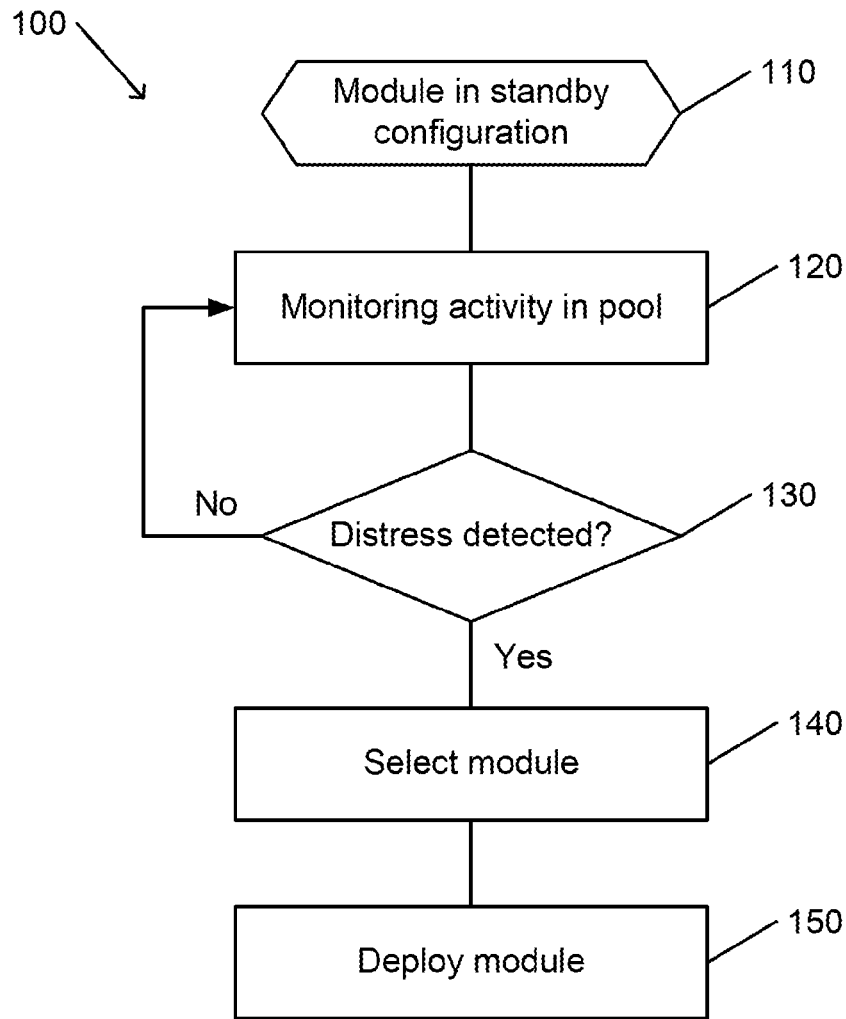 100
Module in standby
configuration
110
Monitoring activity in pool
120
Distress detected?
130
No
Yes
Select module
140
Deploy module
150